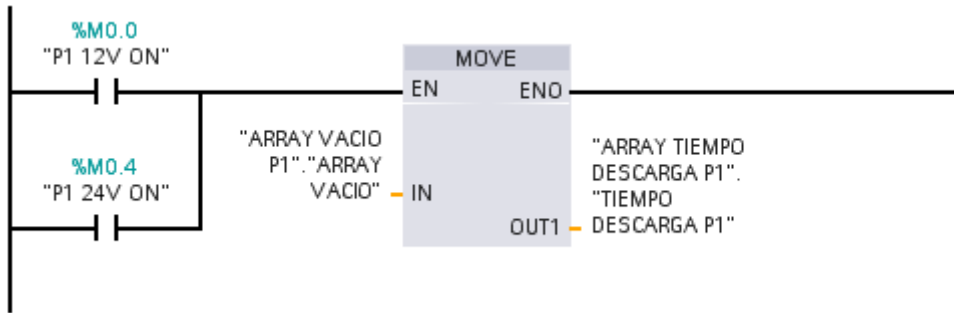 %M0.0
"P1 12V ON"
MOVE
EN ENO
"ARRAY VACIO
P1"."ARRAY
VACIO"
IN
"ARRAY TIEMPO
DESCARGA P1".
"TIEMPO
DESCARGA P1"
OUT1
%M0.4
"P1 24V ON"